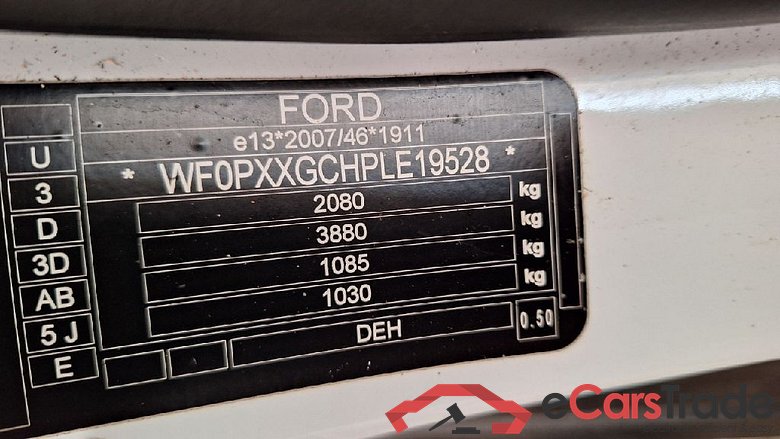 FORD
e13*2007/46*1911
* WF0PXXGCHPLE19528 *
2080 kg
3880 kg
1085 kg
1030 kg
DEH 0.50
U
3
D
3D
AB
5 J
E
eCarsTrade